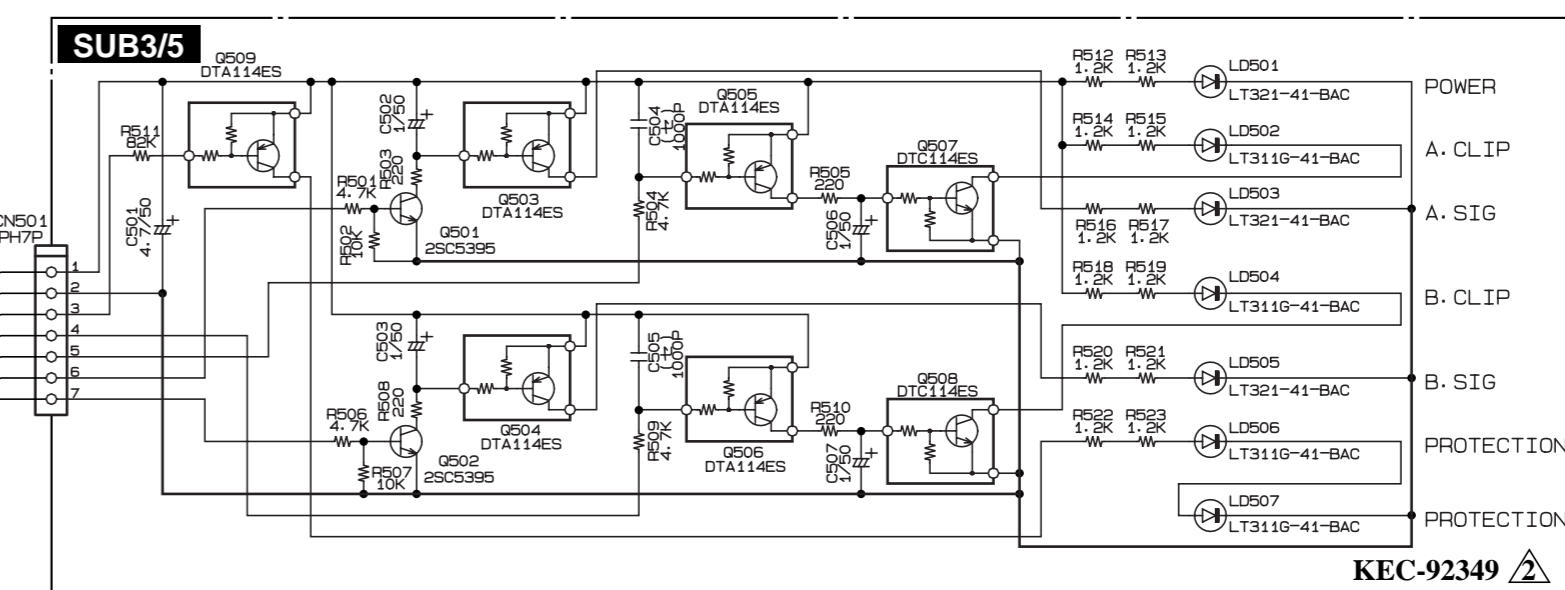 SUB3/5
Q509
DTA114ES
R511
82K
C501
4.7/50
CN501
PH7P
1
2
3
4
5
6
7
C502
1/50
R503
220
R501
4.7K
R502
10K
Q501
2SC5395
Q503
DTA114ES
C504
1000P
Q505
DTA114ES
R504
4.7K
R505
220
C506
1/50
Q507
DTC114ES
C503
1/50
R508
220
R506
4.7K
R507
10K
Q502
2SC5395
Q504
DTA114ES
C505
1000P
R509
4.7K
Q506
DTA114ES
R510
220
C507
1/50
Q508
DTC114ES
R512 R513
1.2K 1.2K
LD501
LT321-41-BAC
POWER
R514 R515
1.2K 1.2K
LD502
LT311G-41-BAC
A.CLIP
LD503
LT321-41-BAC
A.SIG
R516 R517
1.2K 1.2K
R518 R519
1.2K 1.2K
LD504
LT311G-41-BAC
B.CLIP
R520 R521
1.2K 1.2K
LD505
LT321-41-BAC
B.SIG
R522 R523
1.2K 1.2K
LD506
LT311G-41-BAC
PROTECTION
LD507
LT311G-41-BAC
PROTECTION
KEC-92349 2